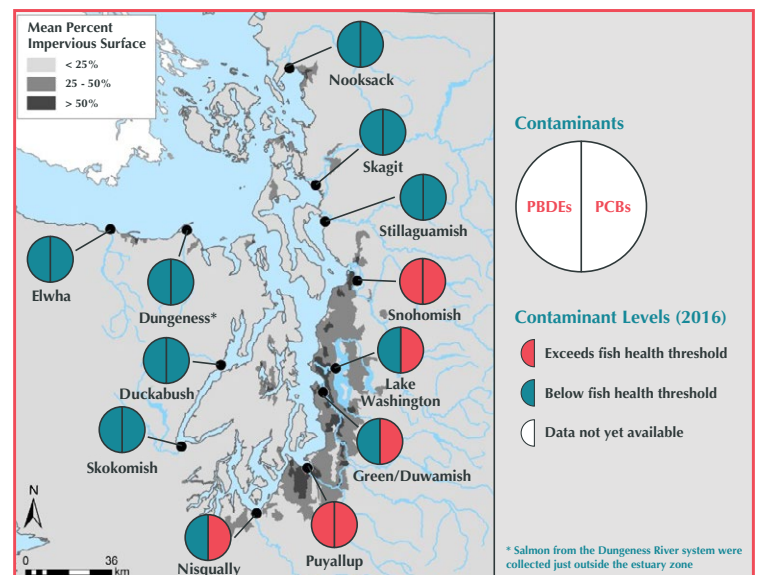 Mean Percent
Impervious Surface
< 25%
25 - 50%
> 50%
Nooksack
Skagit
Stillaguamish
Elwha
Dungeness*
Snohomish
Duckabush
Lake
Washington
Skokomish
Green/Duwamish
Nisqually
Puyallup
N
0
36
km
Contaminants
PBDEs
PCBs
Contaminant Levels (2016)
Exceeds fish health threshold
Below fish health threshold
Data not yet available
* Salmon from the Dungeness River system were
collected just outside the estuary zone